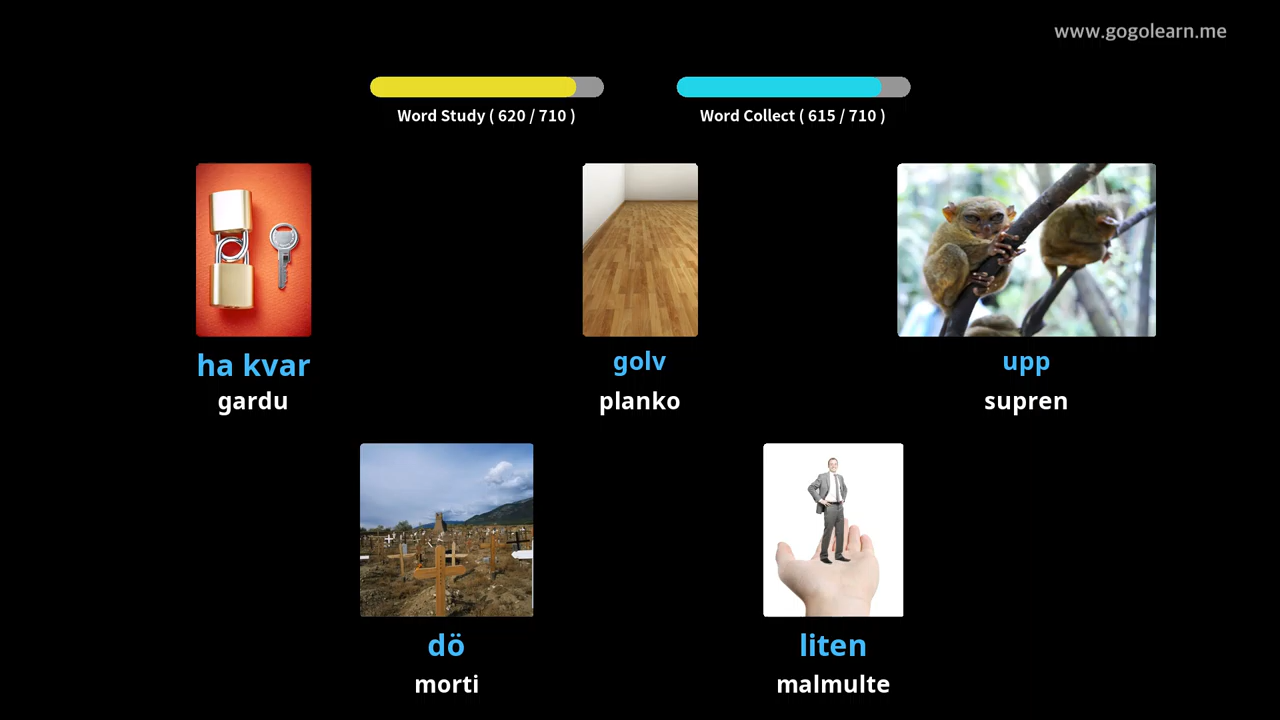 www.gogolearn.me
Word Study ( 620 / 710 )
Word Collect ( 615 / 710 )
ha kvar
gardu
golv
planko
upp
supren
dö
morti
liten
malmulte